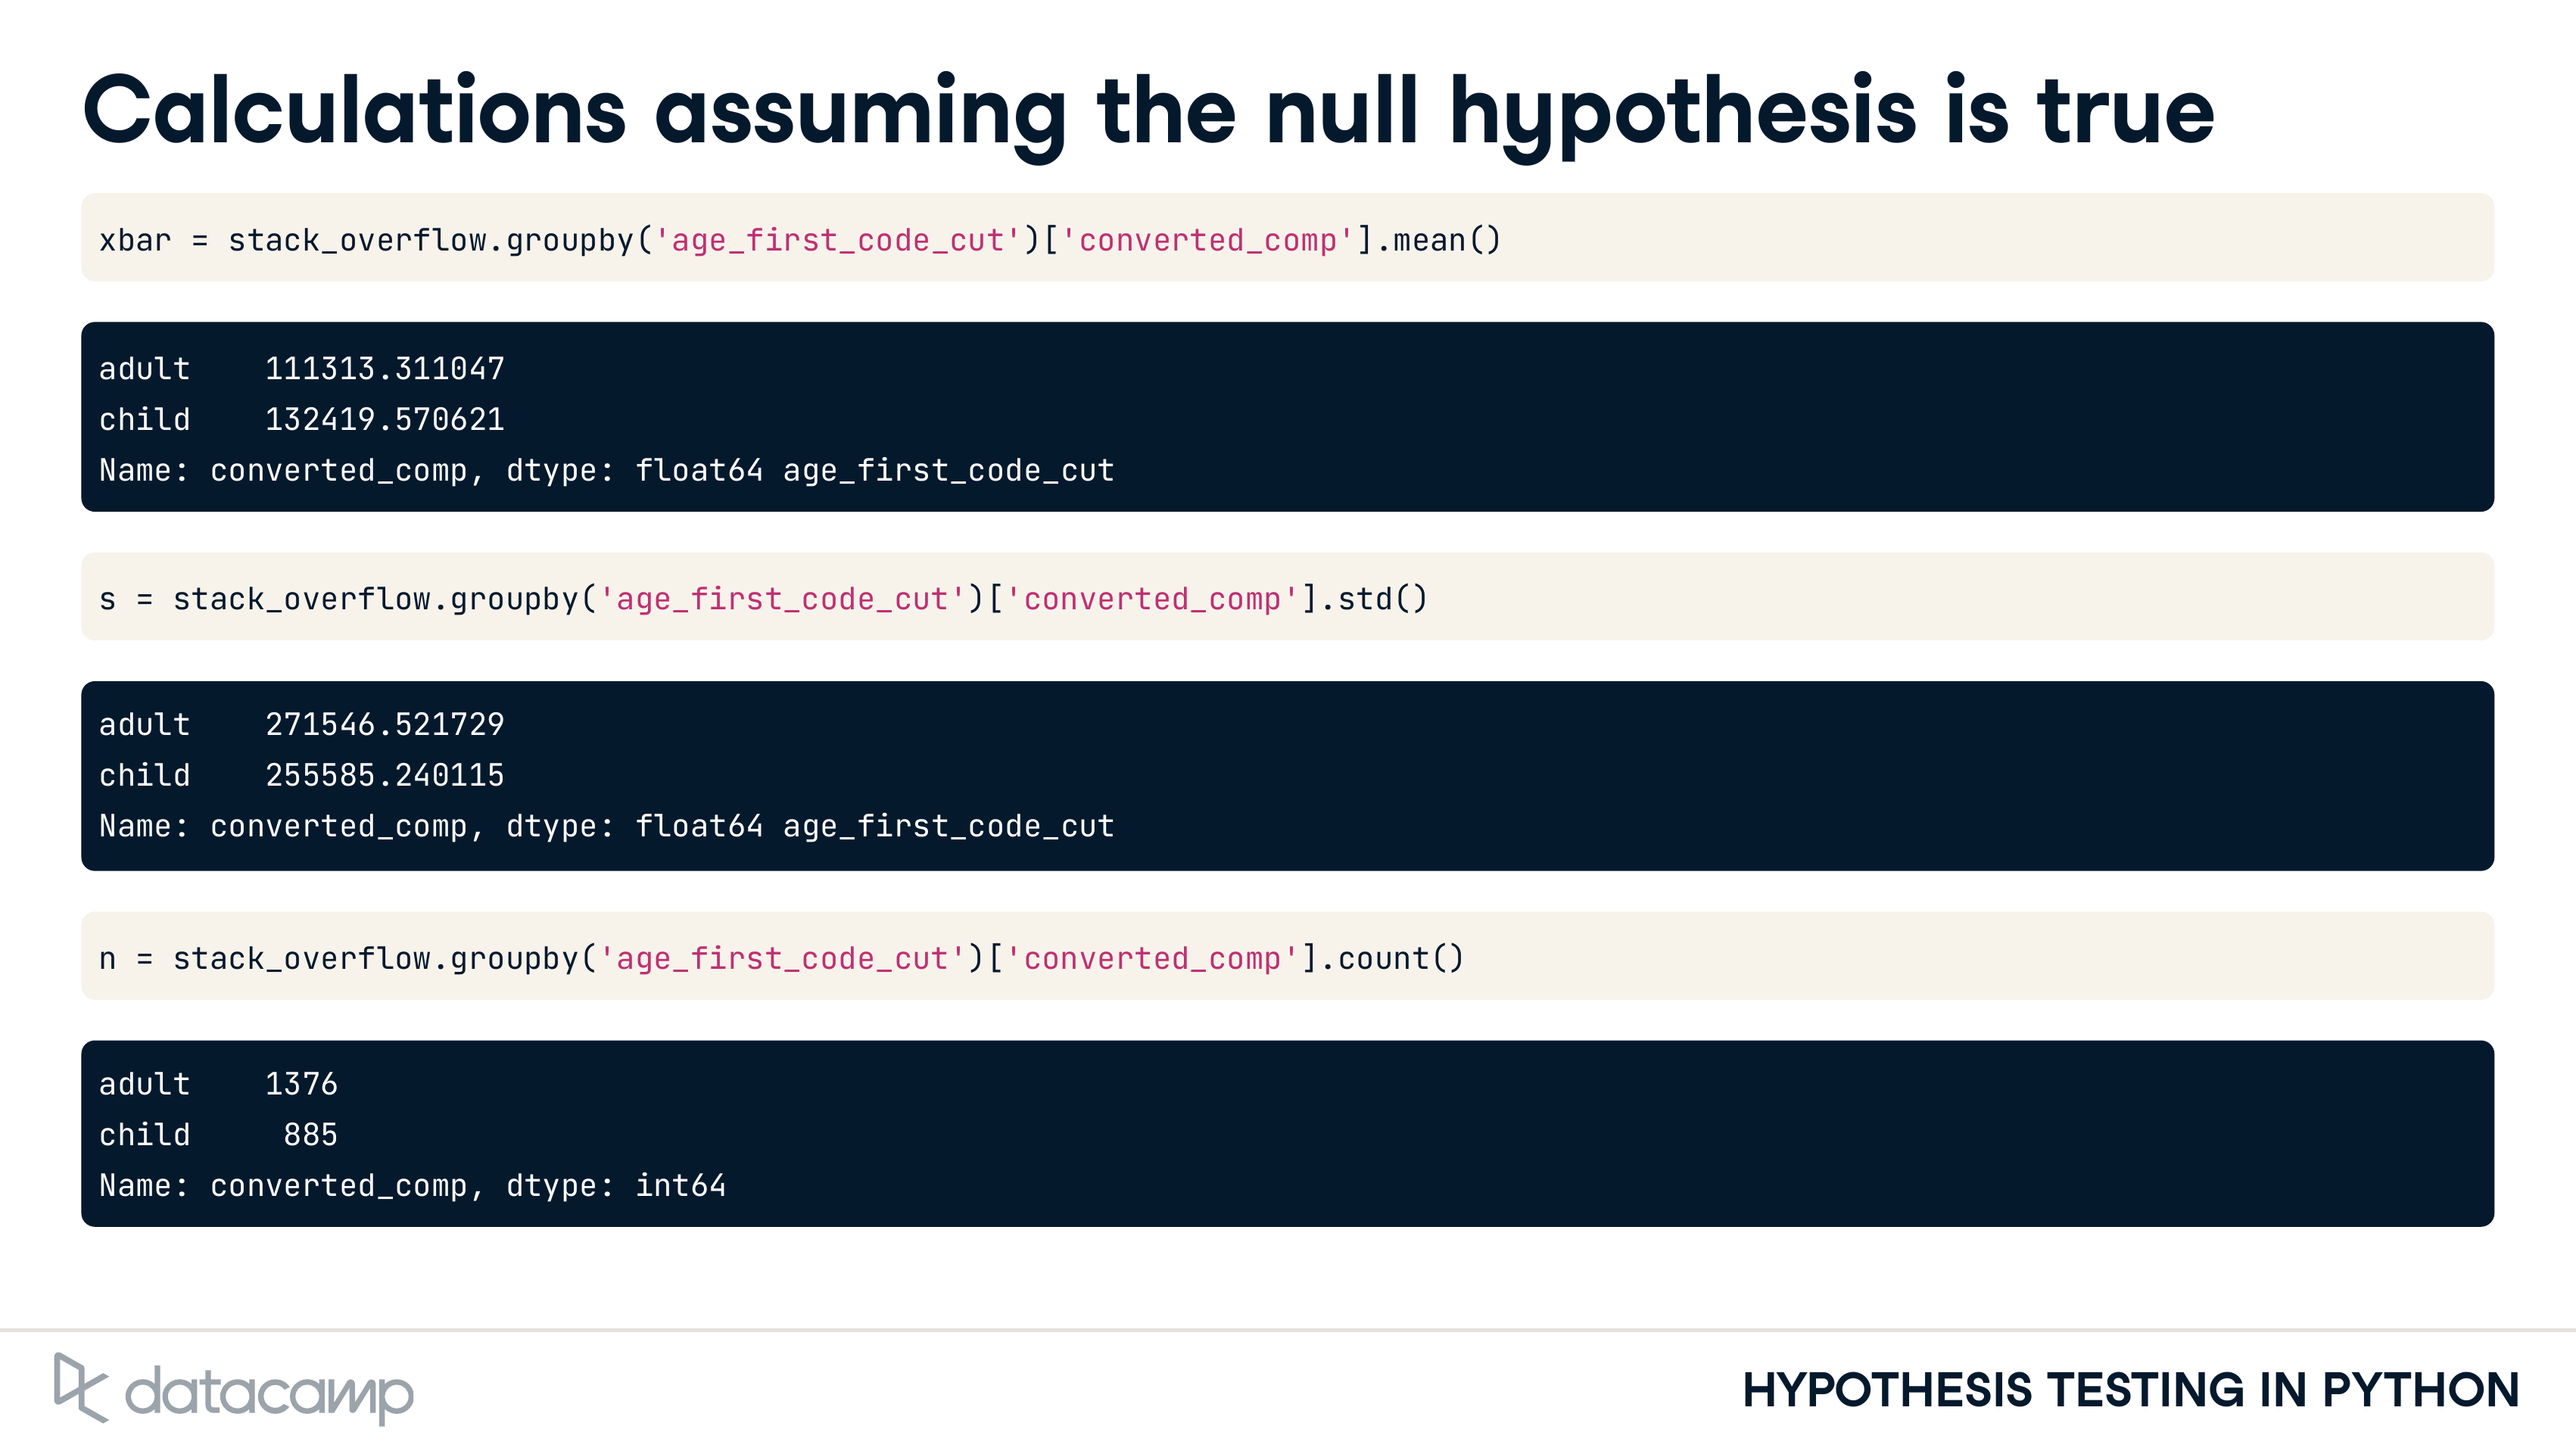 Calculations assuming the null hypothesis is true
xbar = stack_overflow.groupby('age_first_code_cut')['converted_comp'].mean()
adult    111313.311047
child    132419.570621
Name: converted_comp, dtype: float64 age_first_code_cut
s = stack_overflow.groupby('age_first_code_cut')['converted_comp'].std()
adult    271546.521729
child    255585.240115
Name: converted_comp, dtype: float64 age_first_code_cut
n = stack_overflow.groupby('age_first_code_cut')['converted_comp'].count()
adult    1376
child     885
Name: converted_comp, dtype: int64
datacamp
HYPOTHESIS TESTING IN PYTHON